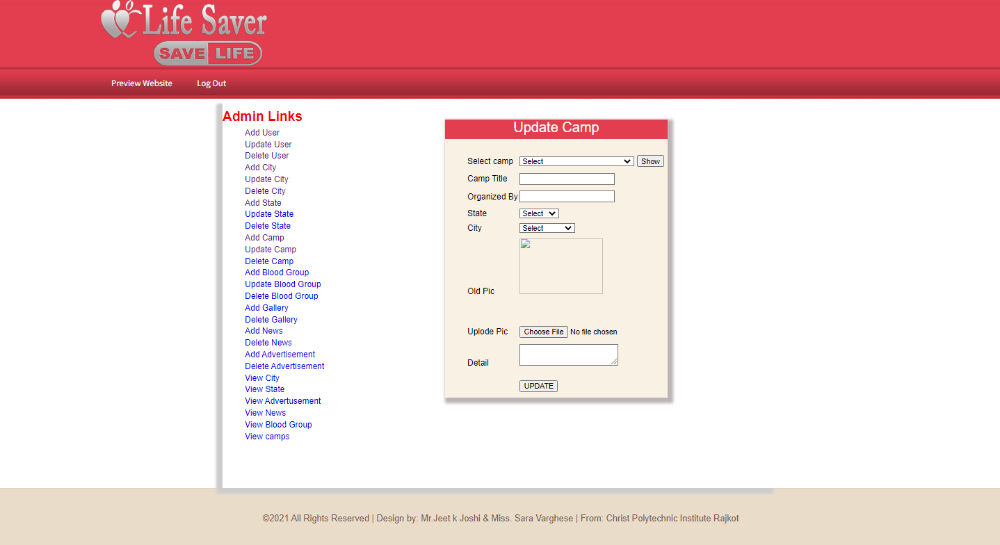 Life Saver
SAVE LIFE
Preview Website Log Out
Admin Links
Add User
Update User
Delete User
Add City
Update City
Delete City
Add State
Update State
Delete State
Add Camp
Update Camp
Delete Camp
Add Blood Group
Update Blood Group
Delete Blood Group
Add Gallery
Delete Gallery
Add News
Delete News
Add Advertisement
Delete Advertisement
View City
View State
View Advertusement
View News
View Blood Group
View camps
Update Camp
Select camp Select Show
Camp Title
Organized By
State Select
City Select
Old Pic
Uplode Pic Choose File No file chosen
Detail
UPDATE
©2021 All Rights Reserved | Design by: Mr.Jeet k Joshi & Miss. Sara Varghese | From: Christ Polytechnic Institute Rajkot